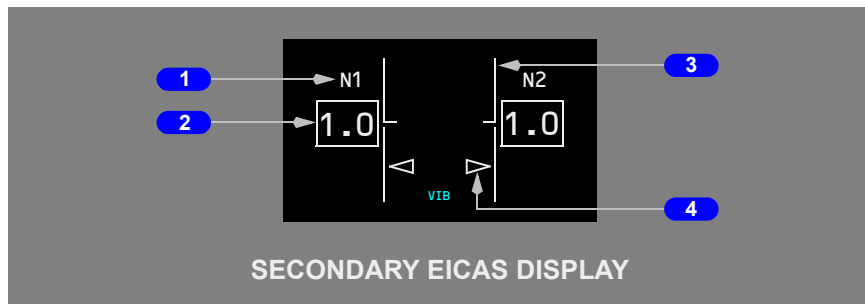 1 N1 3
N2
2 1.0 1.0
VIB 4
SECONDARY EICAS DISPLAY